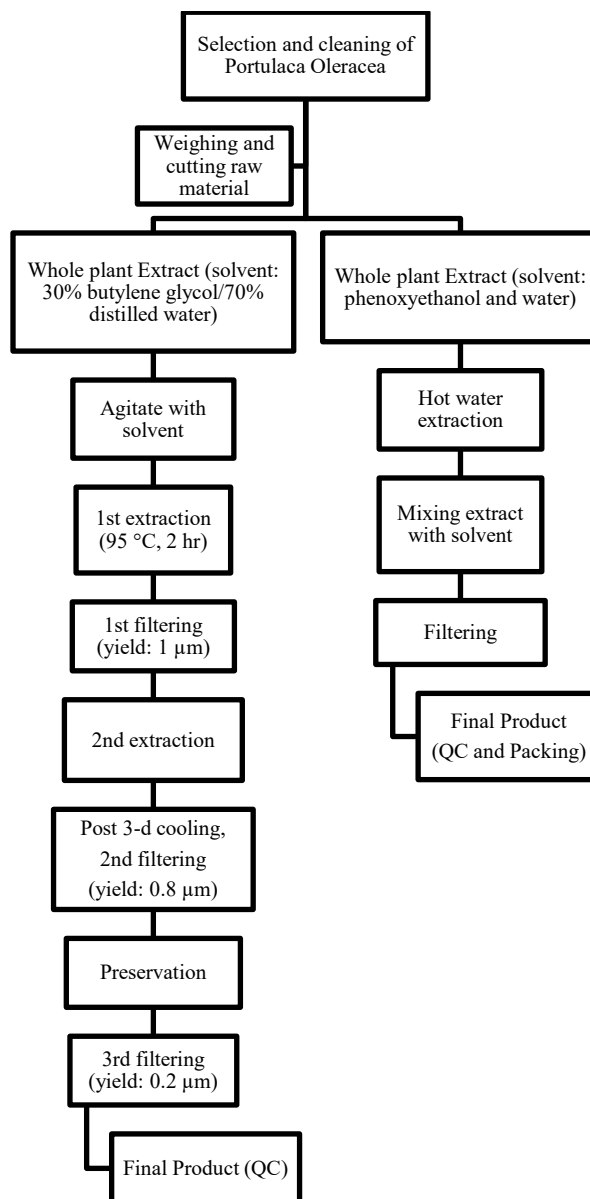 Selection and cleaning of
Portulaca Oleracea
Weighing and
cutting raw
material
Whole plant Extract (solvent:
30% butylene glycol/70%
distilled water)
Agitate with
solvent
1st extraction
(95 °C, 2 hr)
1st filtering
(yield: 1 µm)
2nd extraction
Post 3-d cooling,
2nd filtering
(yield: 0.8 µm)
Preservation
3rd filtering
(yield: 0.2 µm)
Final Product (QC)
Whole plant Extract (solvent:
phenoxyethanol and water)
Hot water
extraction
Mixing extract
with solvent
Filtering
Final Product
(QC and Packing)